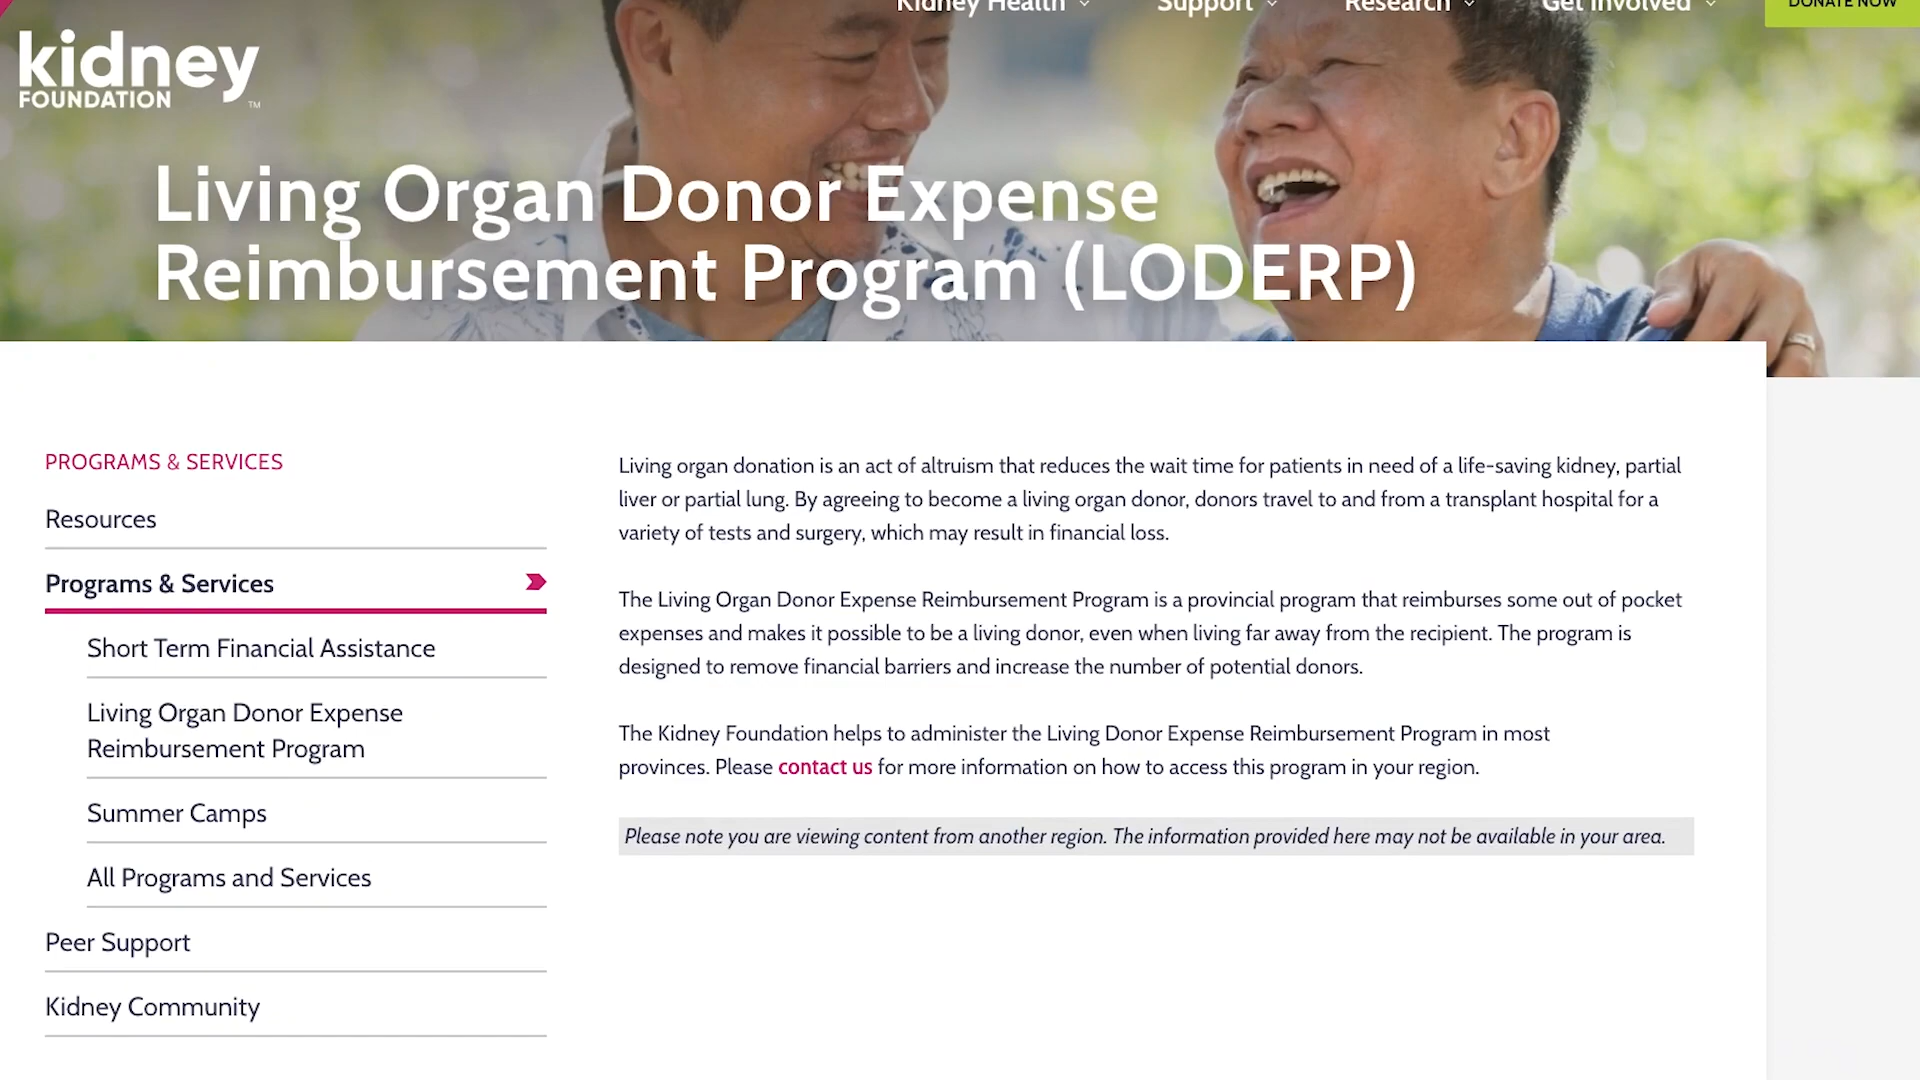 Kidney Health
Support
Research
Get Involved
DONATE NOW
kidney
FOUNDATION
TM
Living Organ Donor Expense
Reimbursement Program (LODERP)
PROGRAMS & SERVICES
Resources
Programs & Services
Short Term Financial Assistance
Living Organ Donor Expense
Reimbursement Program
Summer Camps
All Programs and Services
Peer Support
Kidney Community
Living organ donation is an act of altruism that reduces the wait time for patients in need of a life-saving kidney, partial
liver or partial lung. By agreeing to become a living organ donor, donors travel to and from a transplant hospital for a
variety of tests and surgery, which may result in financial loss.
The Living Organ Donor Expense Reimbursement Program is a provincial program that reimburses some out of pocket
expenses and makes it possible to be a living donor, even when living far away from the recipient. The program is
designed to remove financial barriers and increase the number of potential donors.
The Kidney Foundation helps to administer the Living Donor Expense Reimbursement Program in most
provinces. Please contact us for more information on how to access this program in your region.
Please note you are viewing content from another region. The information provided here may not be available in your area.